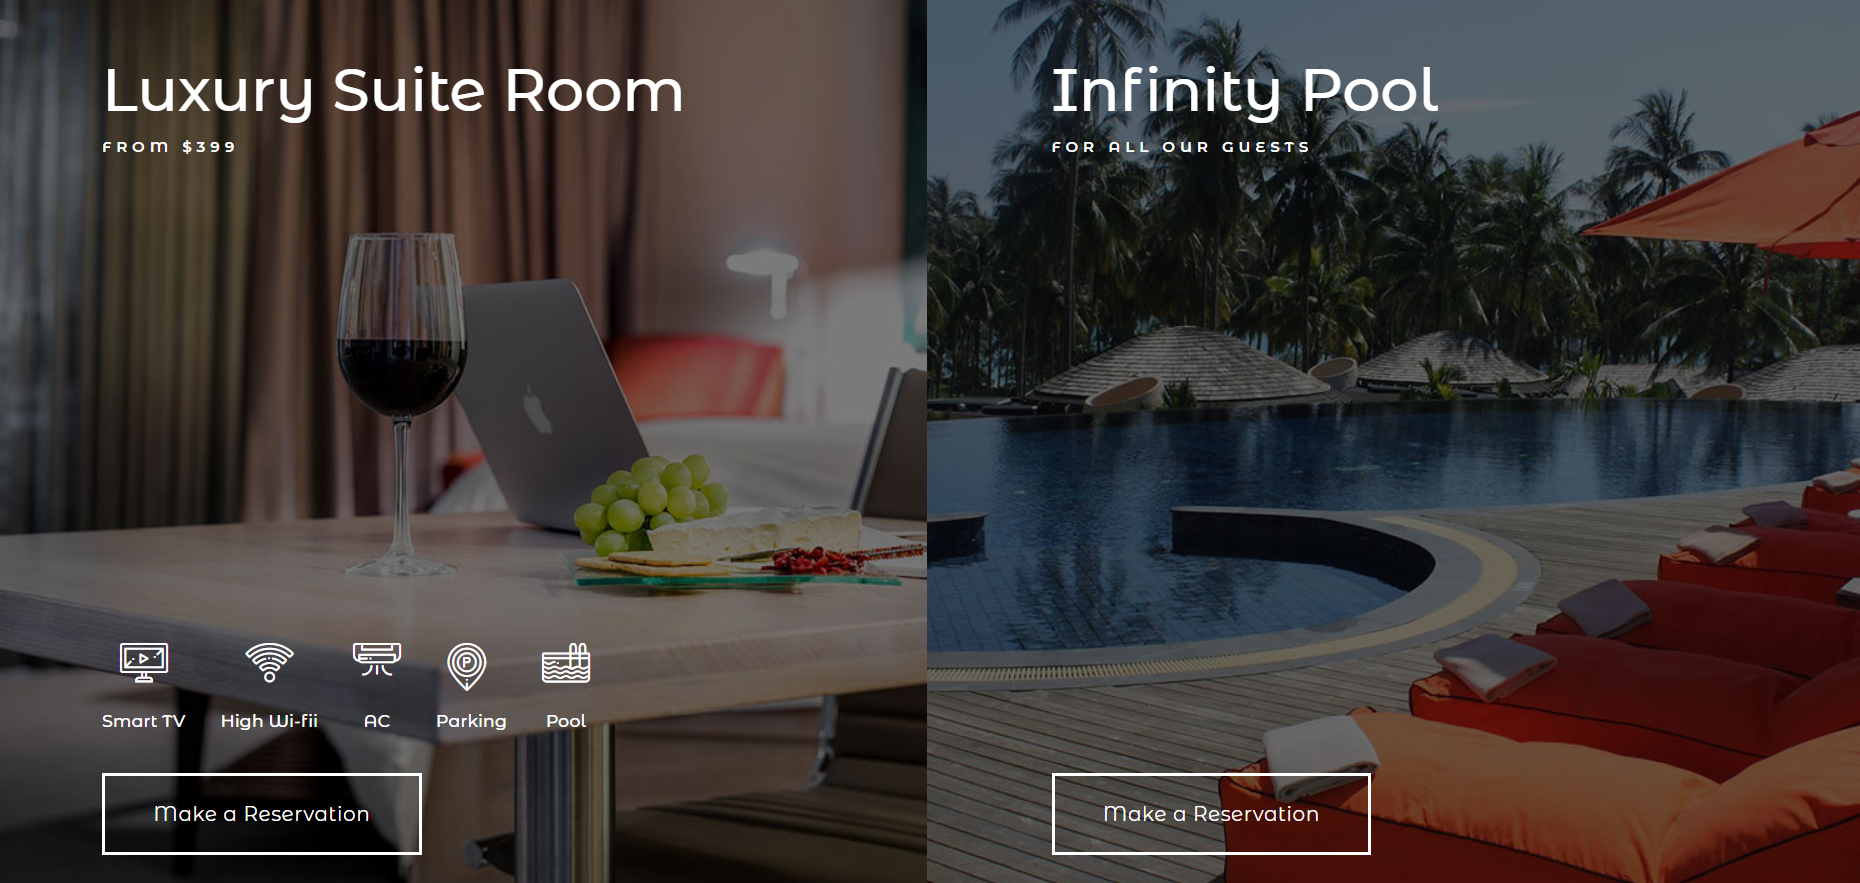 Luxury Suite Room
FROM $399
Smart TV
High Wi-fii
AC
Parking
Pool
Make a Reservation
Infinity Pool
FOR ALL OUR GUESTS
Make a Reservation